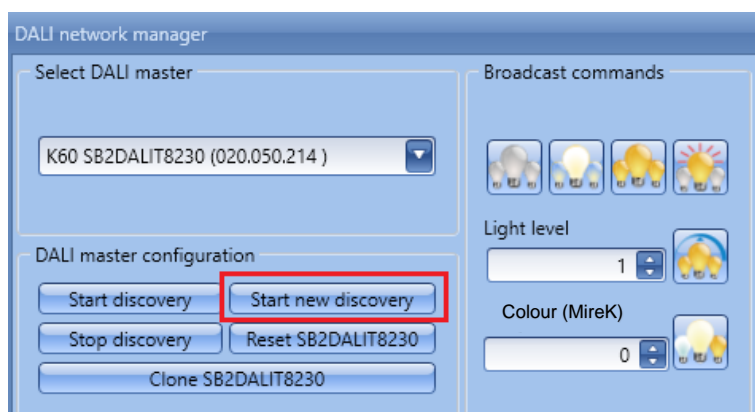 DALI network manager
Select DALI master
K60 SB2DALIT8230 (020.050.214 )
DALI master configuration
Start discovery
Start new discovery
Stop discovery
Reset SB2DALIT8230
Clone SB2DALIT8230
Broadcast commands
Light level
1
Colour (MireK)
0